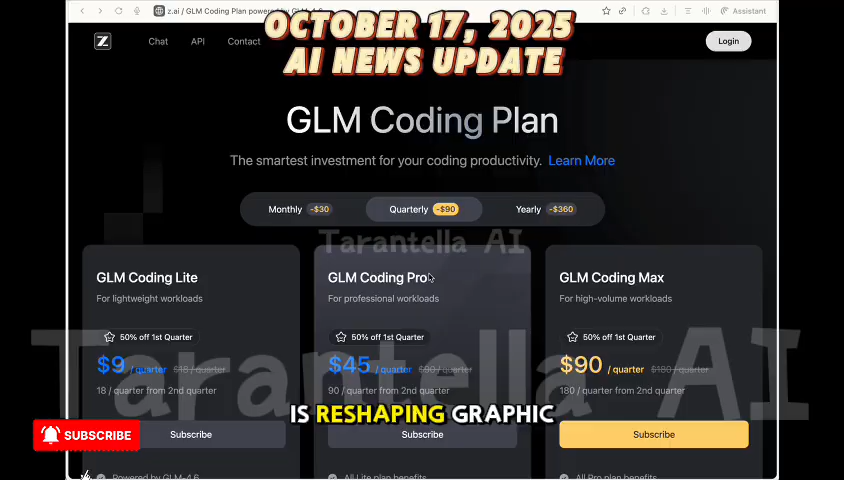 z.ai / GLM Coding Plan powered by GLM-4.6
Assistant
OCTOBER 17, 2025
AI NEWS UPDATE
Z
Chat
API
Contact
Login
GLM Coding Plan
The smartest investment for your coding productivity. Learn More
Monthly -$30
Quarterly -$90
Yearly -$360
Tarantella AI
GLM Coding Lite
For lightweight workloads
50% off 1st Quarter
$9 / quarter $18 / quarter
18 / quarter from 2nd quarter
Subscribe
Powered by GLM-4.6
GLM Coding Pro
For professional workloads
50% off 1st Quarter
$45 / quarter $90 / quarter
90 / quarter from 2nd quarter
Subscribe
All Lite plan benefits
GLM Coding Max
For high-volume workloads
50% off 1st Quarter
$90 / quarter $180 / quarter
180 / quarter from 2nd quarter
Subscribe
All Pro plan benefits
Tarantella AI
IS RESHAPING GRAPHIC
SUBSCRIBE